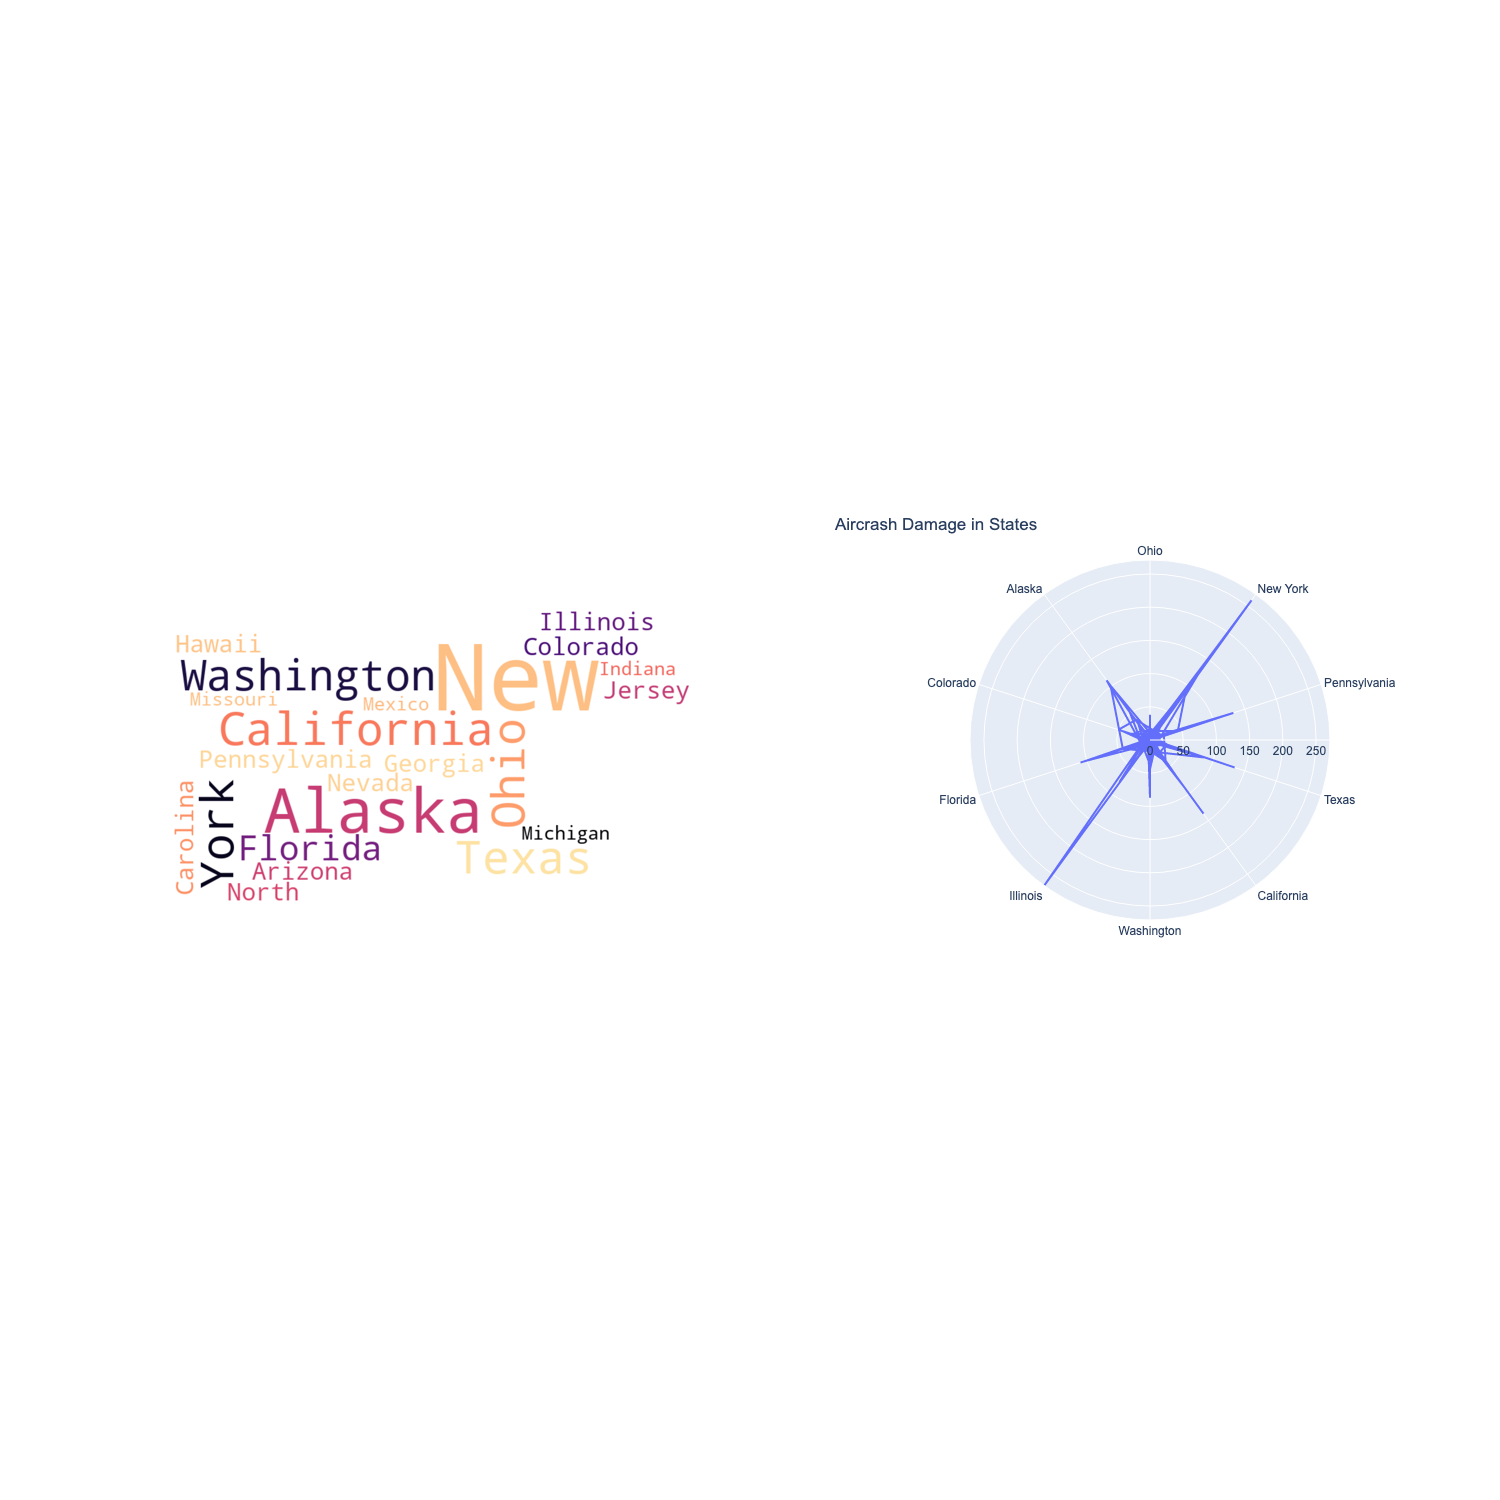 Illinois
Hawaii
Colorado
Washington
New
Indiana
Jersey
Missouri
Mexico
California
Ohio
Pennsylvania
Georgia
Nevada
Carolina
York
Alaska
Michigan
Florida
Texas
Arizona
North
Aircrash Damage in States
Ohio
Alaska
New York
Colorado
Pennsylvania
0 50 100 150 200 250
Florida
Texas
Illinois
California
Washington